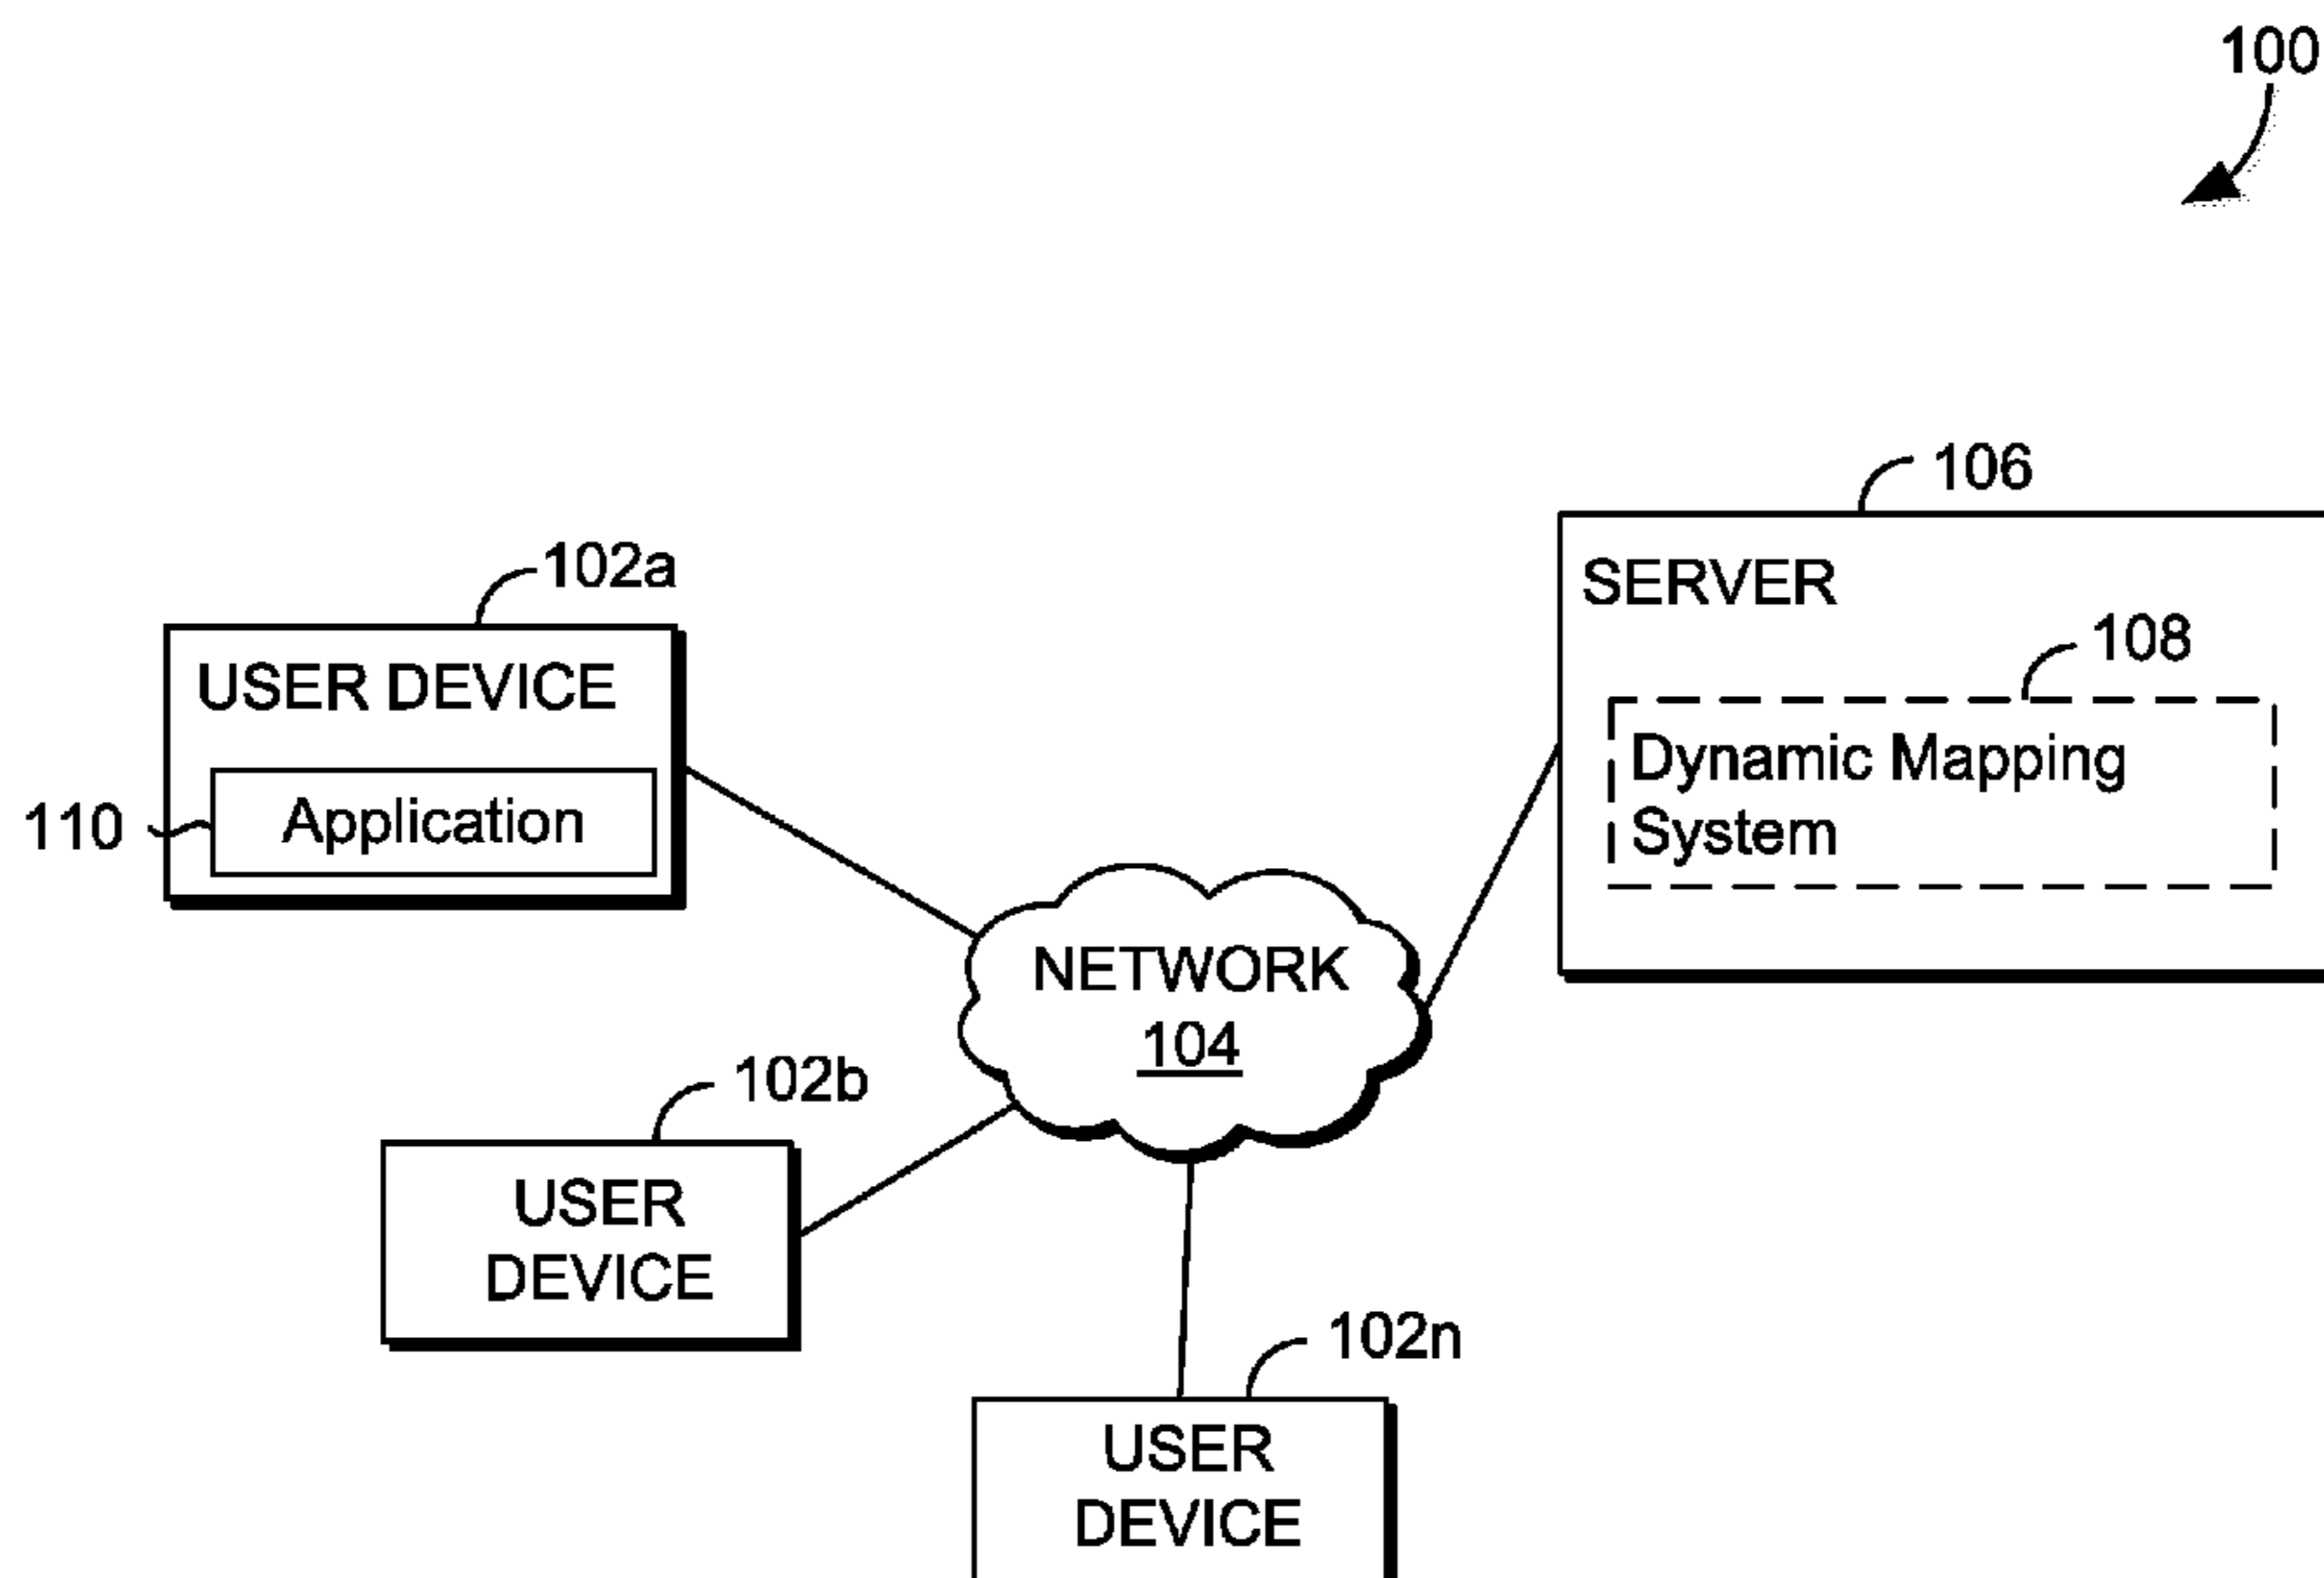 100
106
SERVER
108
Dynamic Mapping
System
102a
USER DEVICE
110
Application
NETWORK
104
102b
USER
DEVICE
102n
USER
DEVICE